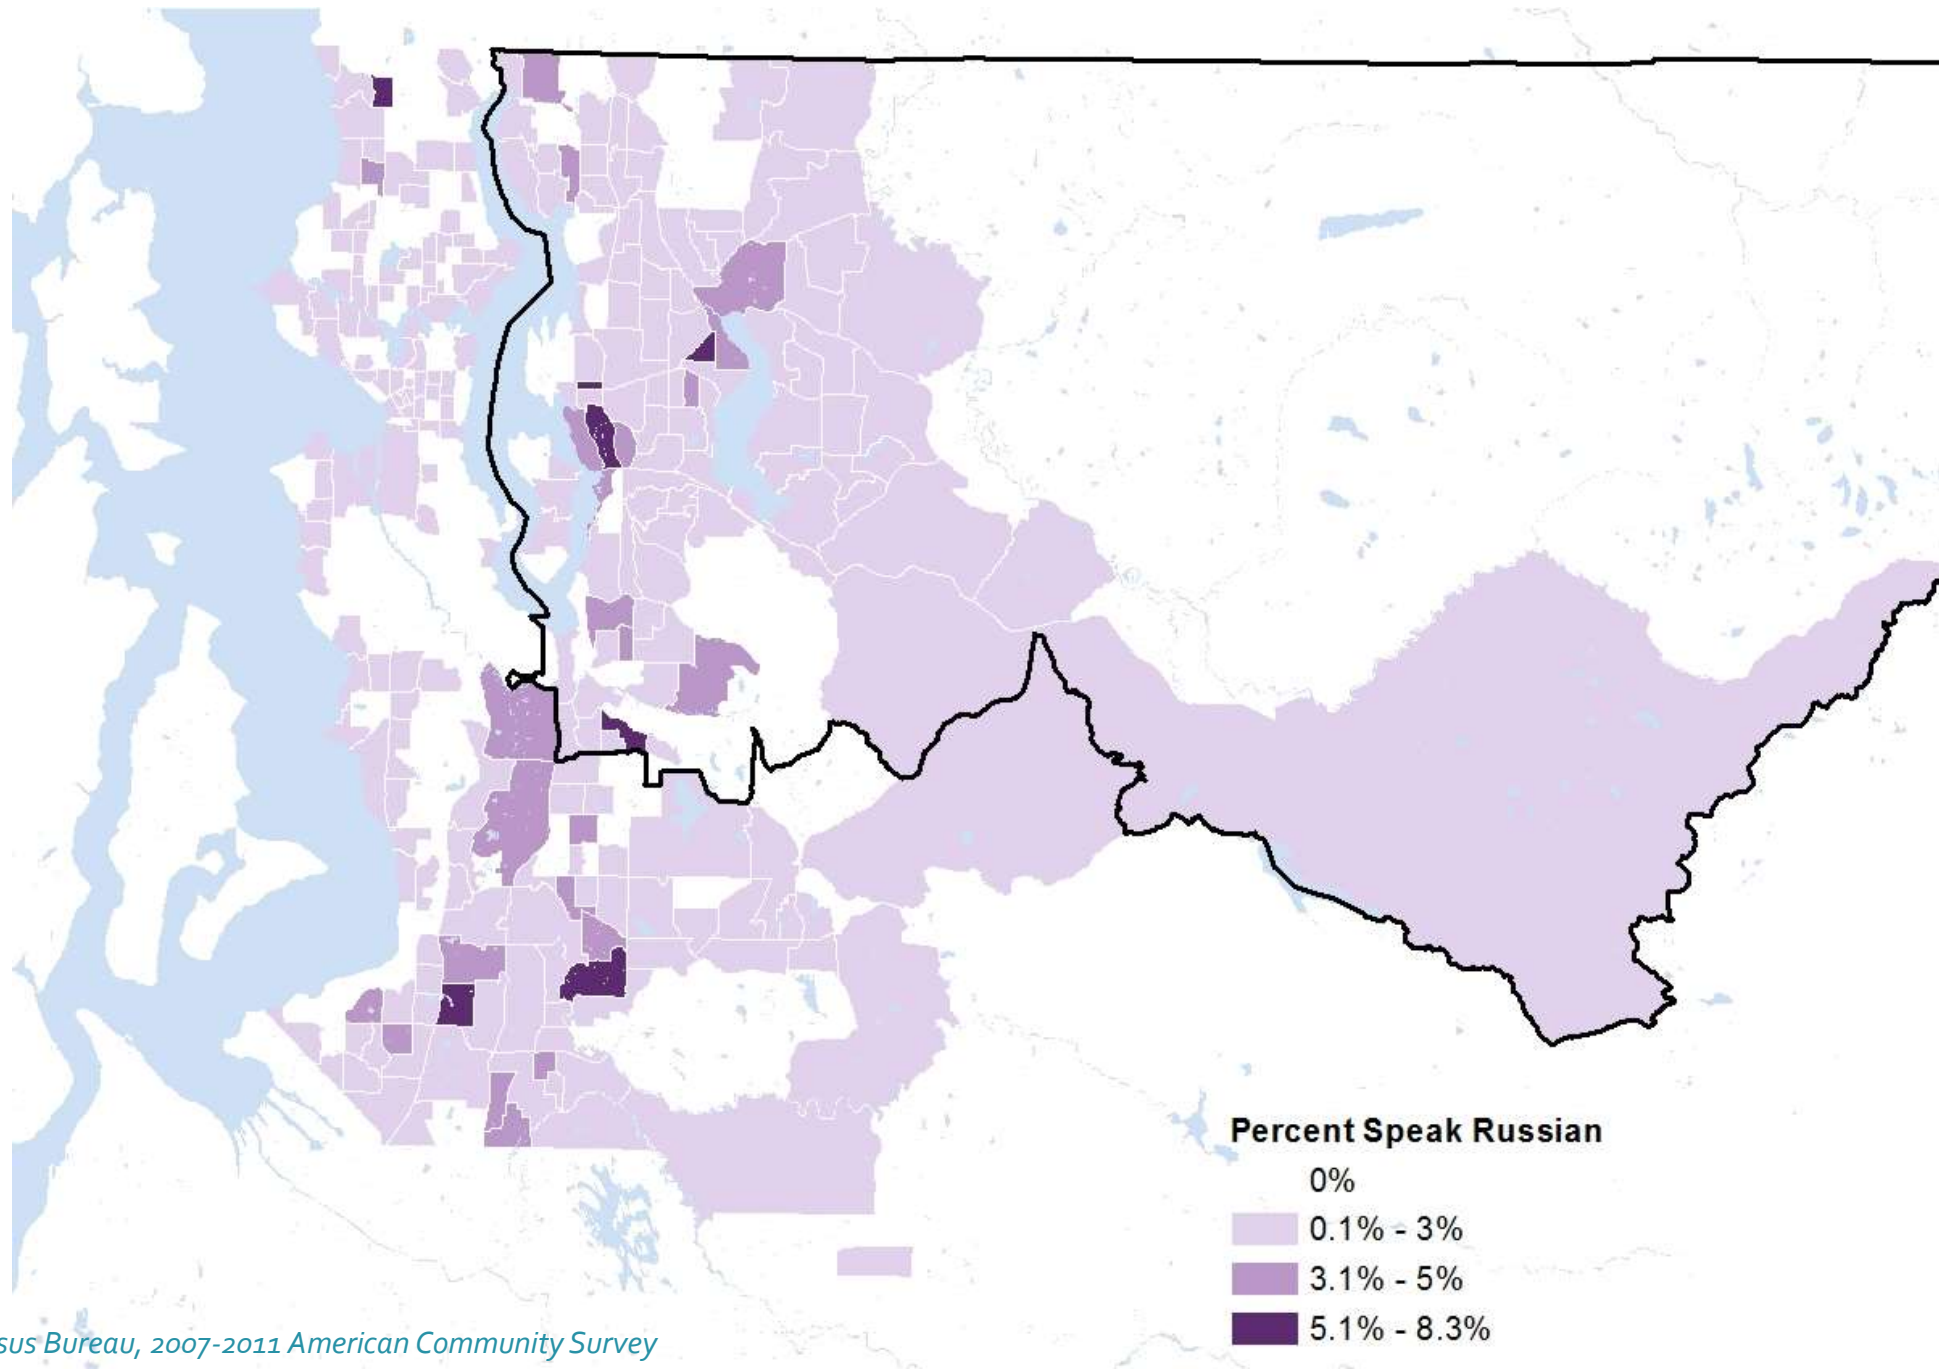 Percent Speak Russian
0%
0.1% - 3%
3.1% - 5%
5.1% - 8.3%
sus Bureau, 2007-2011 American Community Survey